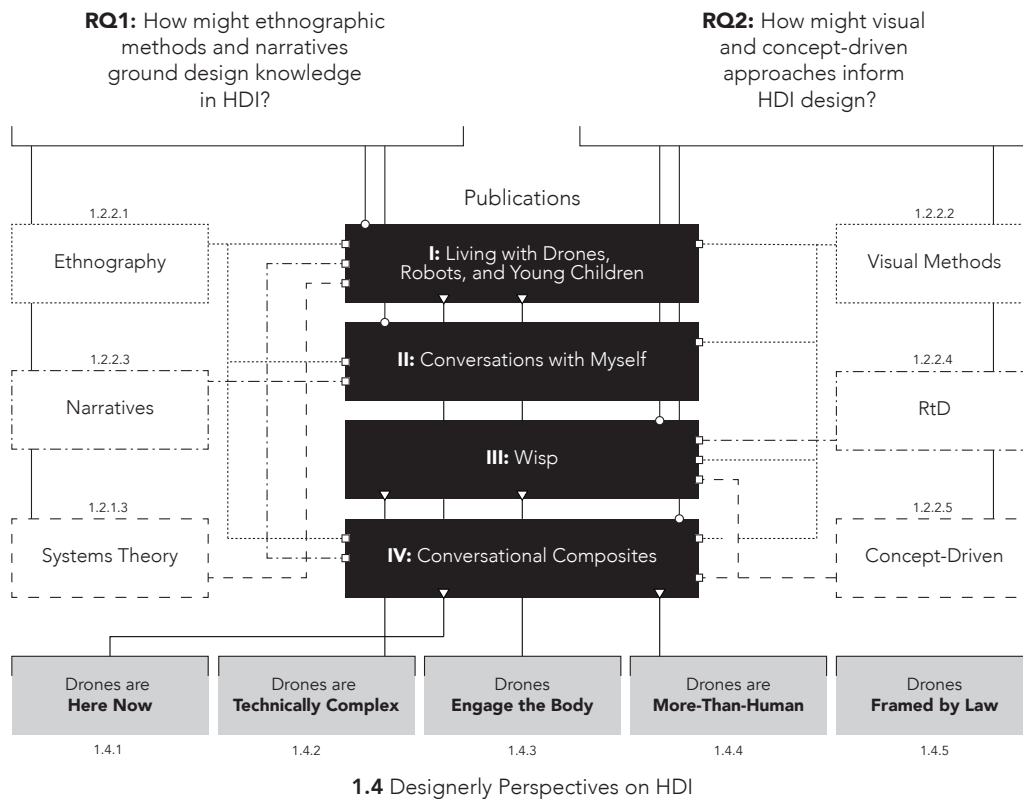 RQ1: How might ethnographic
methods and narratives
ground design knowledge
in HDI?
RQ2: How might visual
and concept-driven
approaches inform
HDI design?
Publications
1.2.2.1
Ethnography
I: Living with Drones,
Robots, and Young Children
1.2.2.2
Visual Methods
II: Conversations with Myself
1.2.2.3
Narratives
1.2.2.4
RtD
III: Wisp
1.2.1.3
Systems Theory
IV: Conversational Composites
1.2.2.5
Concept-Driven
Drones are
Here Now
Drones are
Technically Complex
Drones
Engage the Body
Drones are
More-Than-Human
Drones
Framed by Law
1.4.1
1.4.2
1.4.3
1.4.4
1.4.5
1.4 Designerly Perspectives on HDI